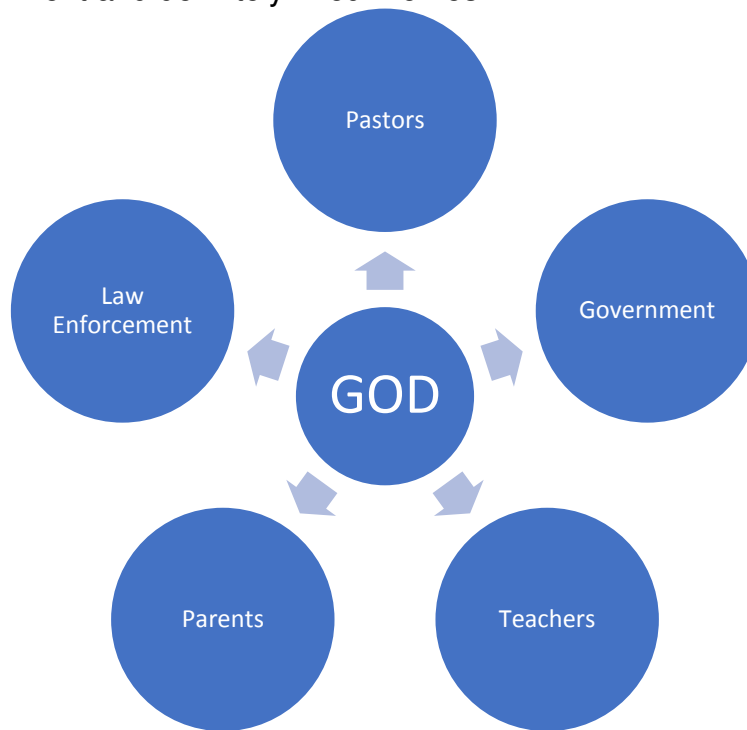 Pastors
Law
Enforcement
Government
GOD
Parents
Teachers